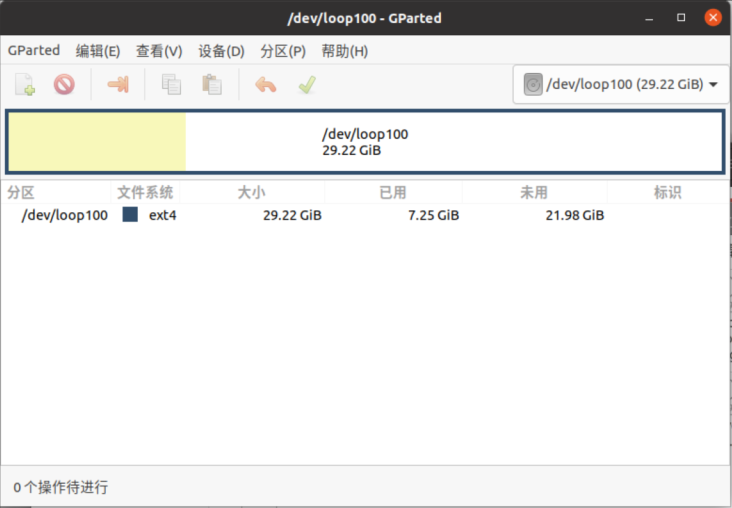 /dev/loop100 - GParted
GParted 编辑(E) 查看(V) 设备(D) 分区(P) 帮助(H)
/dev/loop100 (29.22 GiB)
/dev/loop100
29.22 GiB
分区 文件系统 大小 已用 未用 标识
/dev/loop100 ext4 29.22 GiB 7.25 GiB 21.98 GiB
0 个操作待进行